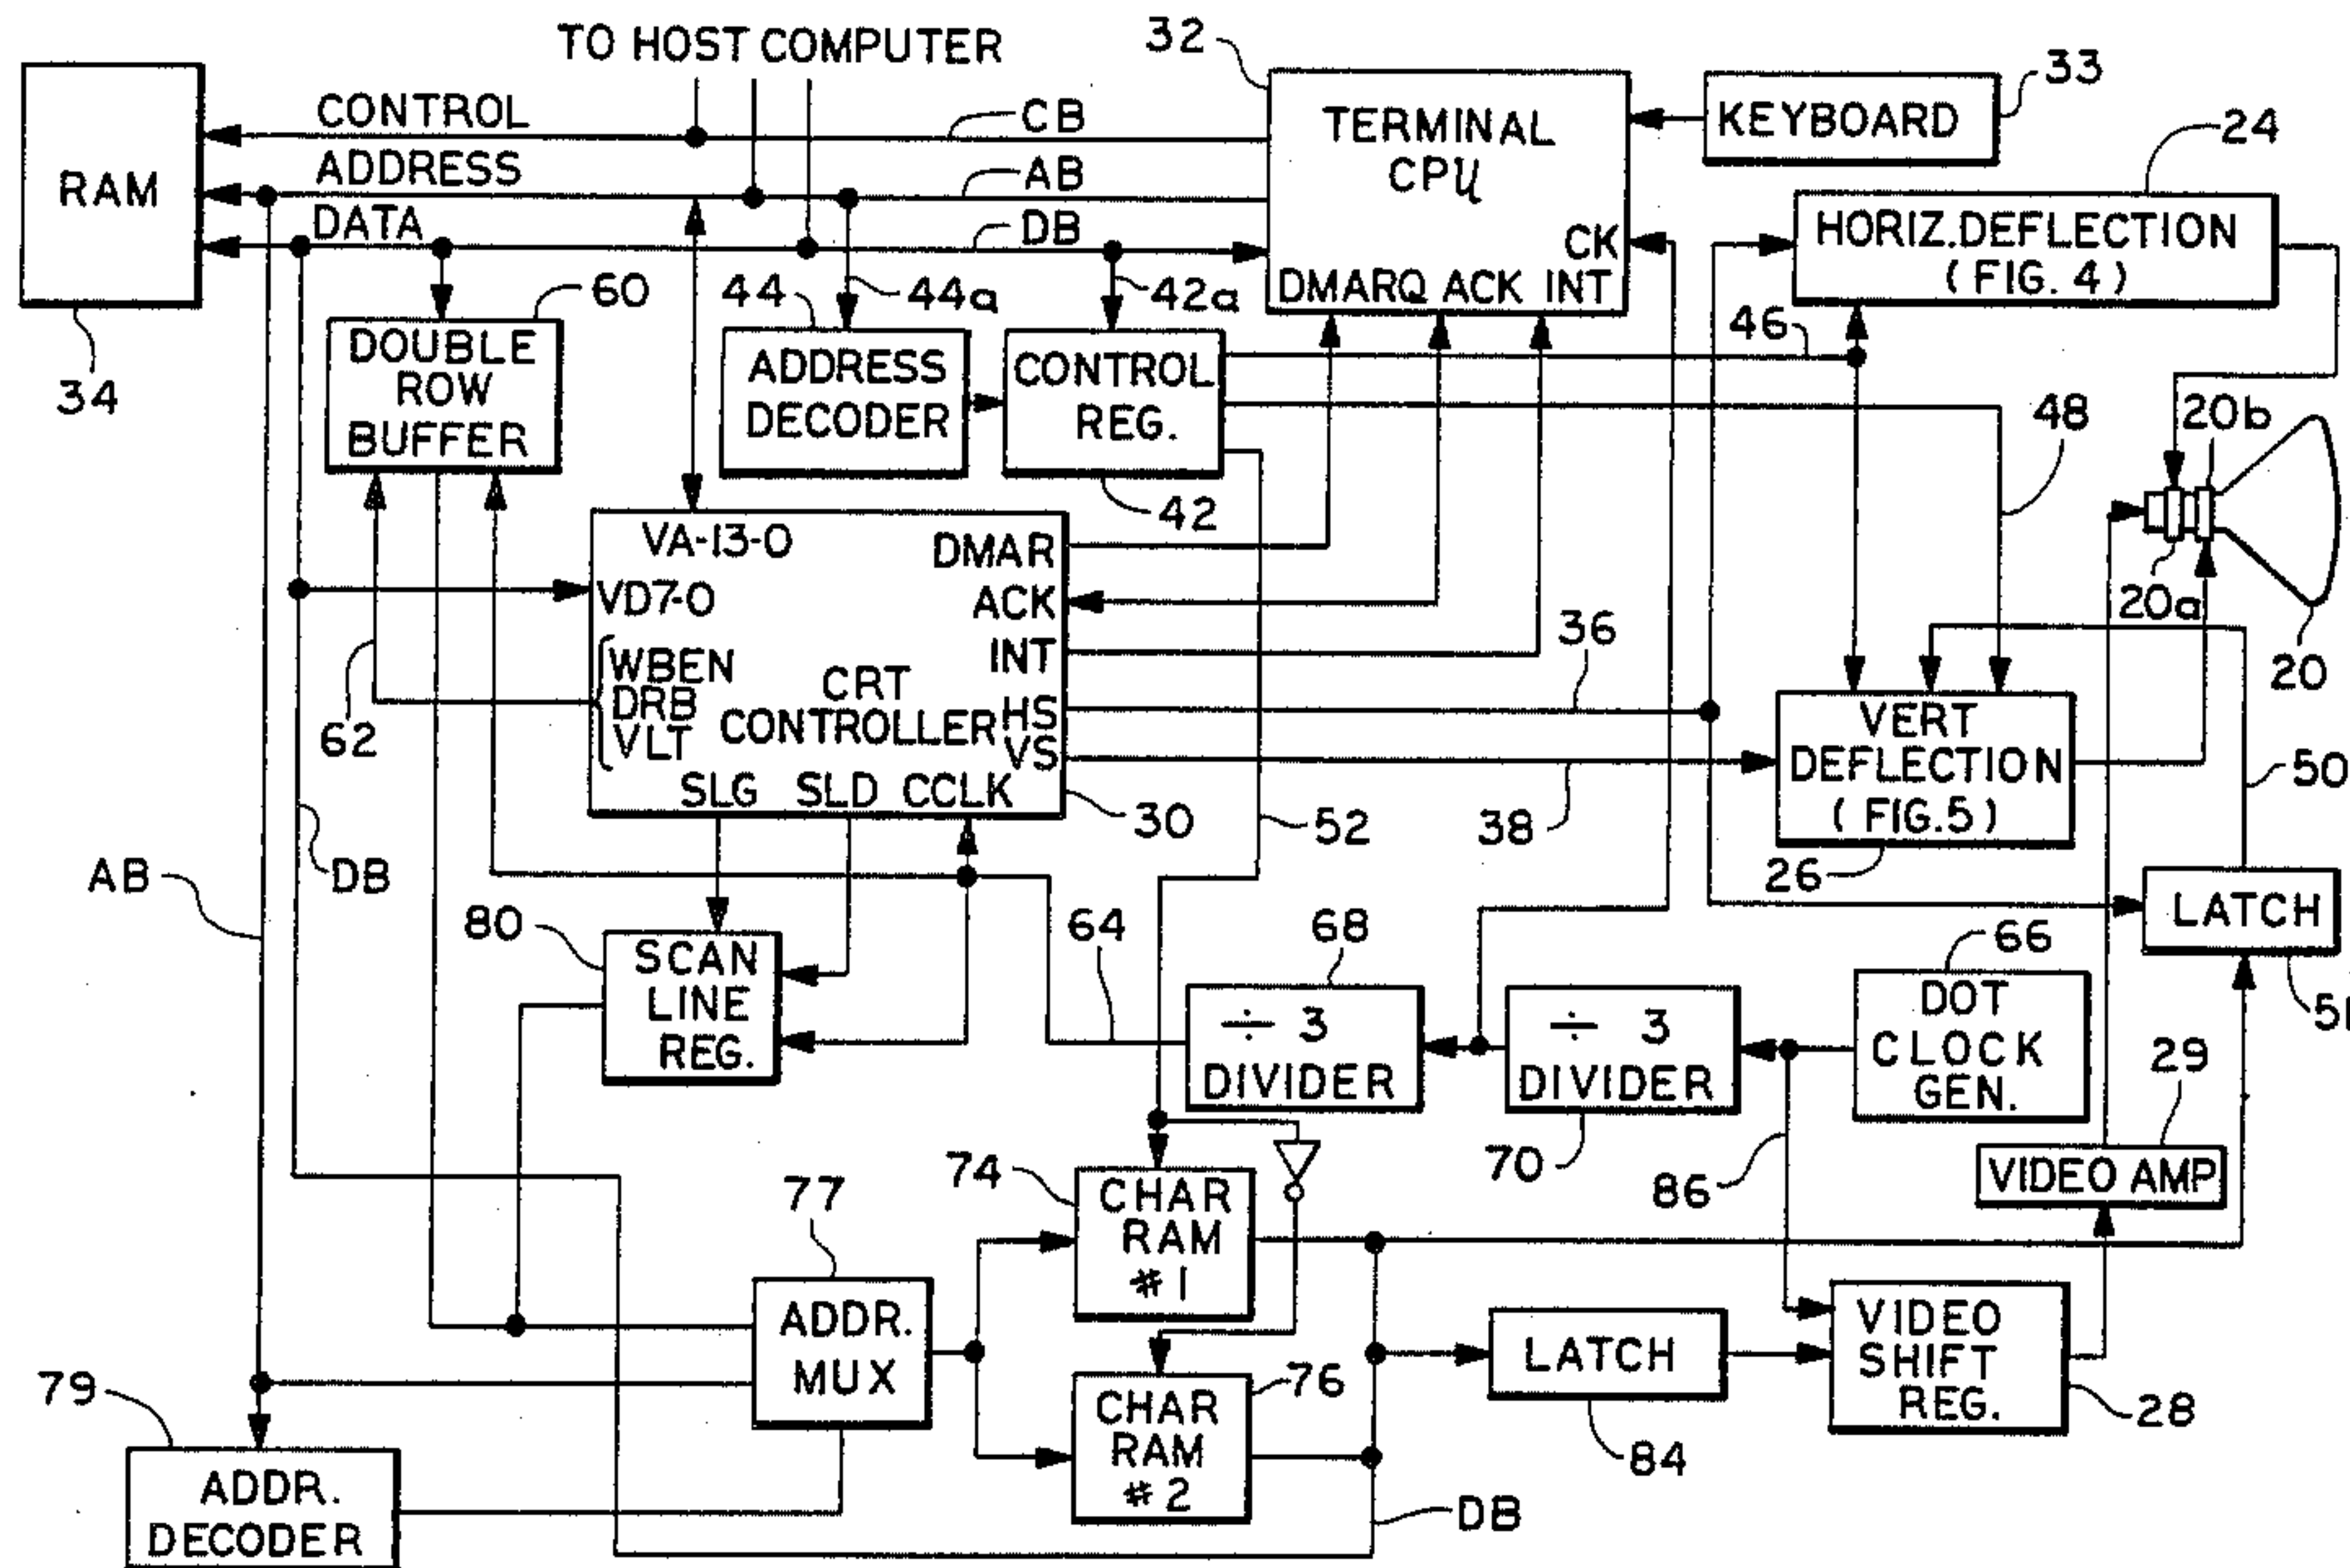 TO HOST COMPUTER
32
33
24
RAM
34
CONTROL
ADDRESS
DATA
CB
AB
DB
TERMINAL
CPU
CK
DMARQ ACK INT
KEYBOARD
HORIZ. DEFLECTION
(FIG. 4)
60
44
44a
42a
46
DOUBLE
ROW
BUFFER
ADDRESS
DECODER
CONTROL
REG.
42
20b
48
20a
20
VA-13-0
VD7-0
WBEN
DRB
VLT
DMAR
ACK
INT
HS
VS
CRT
CONTROLLER
SLG SLD CCLK
30
62
36
38
52
VERT
DEFLECTION
(FIG.5)
26
50
LATCH
AB
DB
80
SCAN
LINE
REG.
64
68
÷ 3
DIVIDER
÷ 3
DIVIDER
70
66
DOT
CLOCK
GEN.
86
29
VIDEO AMP
77
ADDR.
MUX
74
CHAR
RAM
#1
76
CHAR
RAM
#2
LATCH
84
VIDEO
SHIFT
REG.
28
79
ADDR.
DECODER
DB